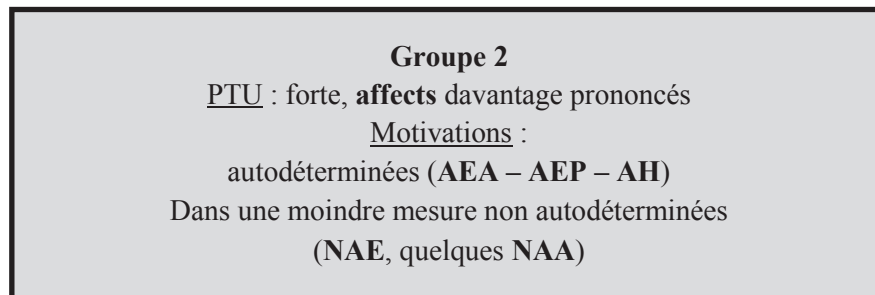 Groupe 2
PTU : forte, affects davantage prononcés
Motivations :
autodéterminées (AEA – AEP – AH)
Dans une moindre mesure non autodéterminées
(NAE, quelques NAA)